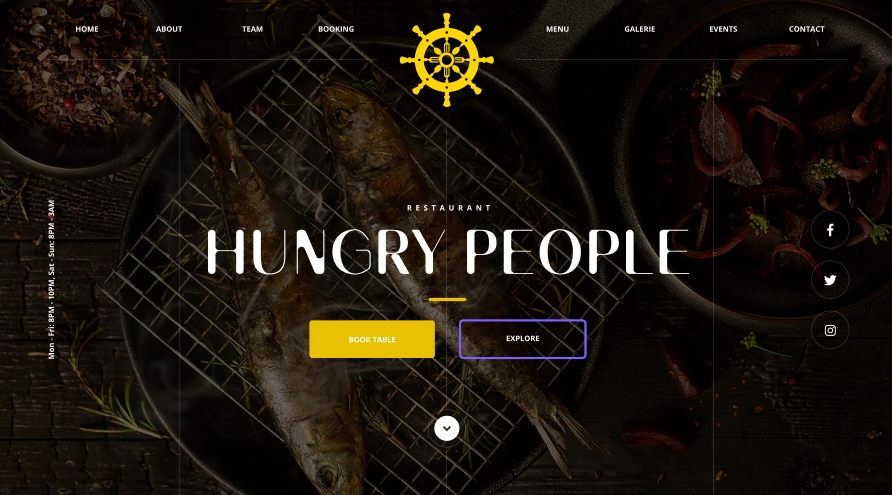 HOME ABOUT TEAM BOOKING MENU GALERIE EVENTS CONTACT
RESTAURANT
HUNGRY PEOPLE
BOOK TABLE EXPLORE
Mon - Fri: 8PM - 10PM, Sat - Sun: 8PM - 3AM